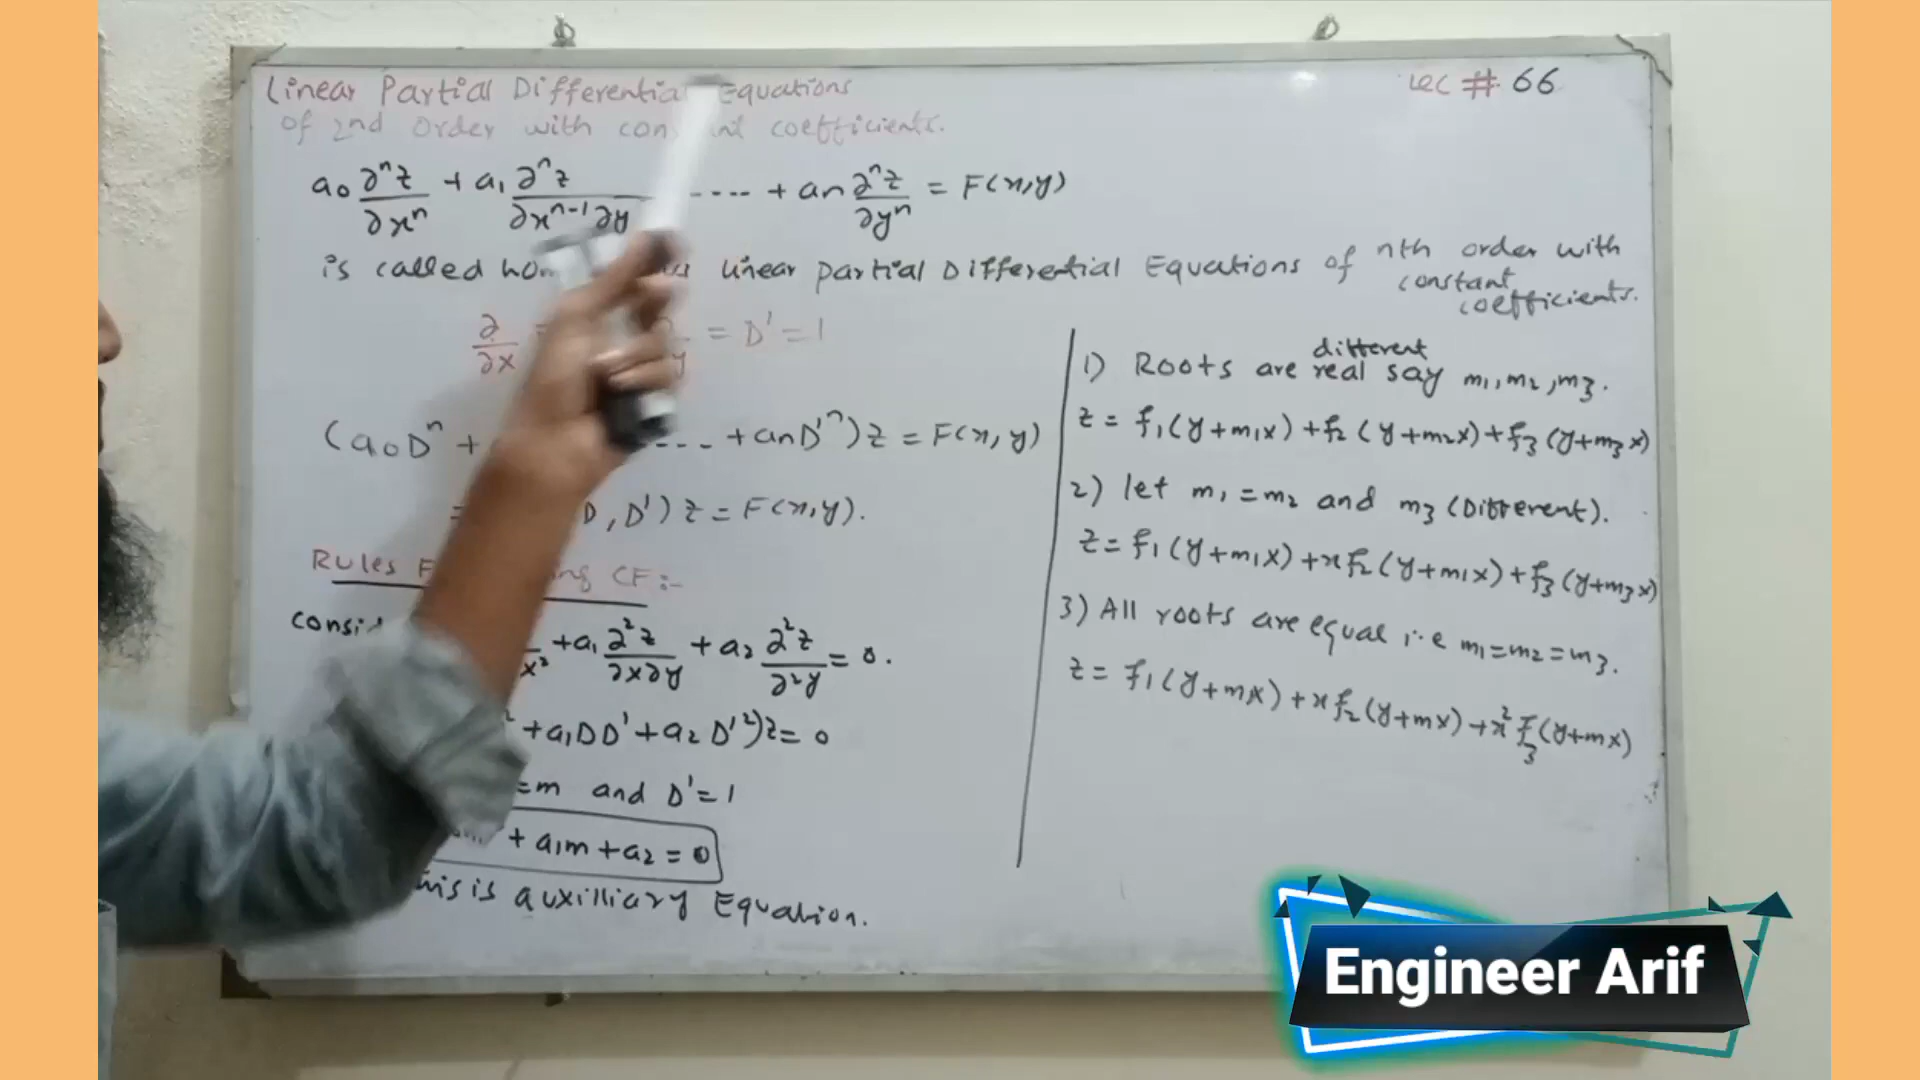 Linear Partial Differential Equations
Lec # 66
of 2nd Order with coefficients.
a0 ∂ⁿz/∂xⁿ + a1 ∂ⁿz/∂xⁿ⁻¹∂y ---- + an ∂ⁿz/∂yⁿ = F(x,y)
is called linear partial Differential Equations of nth order with
constant
coefficients.
∂/∂x = D' = 1
(a0Dⁿ + --- + anD'ⁿ)z = F(x,y)
= D, D')z = F(x,y).
Rules CF:-
+ a1 ∂²z/∂x∂y + a2 ∂²z/∂²y = 0.
+ a1DD' + a2D'²)z = 0
=m and D'=1
+ a1m + a2 = 0
This is auxilliary Equation.
1) Roots are different real say m1, m2, m3.
z = f1(y+m1x) + f2(y+m2x) + f3(y+m3x)
2) let m1 = m2 and m3 (Different).
z = f1(y+m1x) + xf2(y+m1x) + f3(y+m3x)
3) All roots are equal i.e m1=m2=m3.
z = f1(y+mx) + xf2(y+mx) + x²f3(y+mx)
Engineer Arif